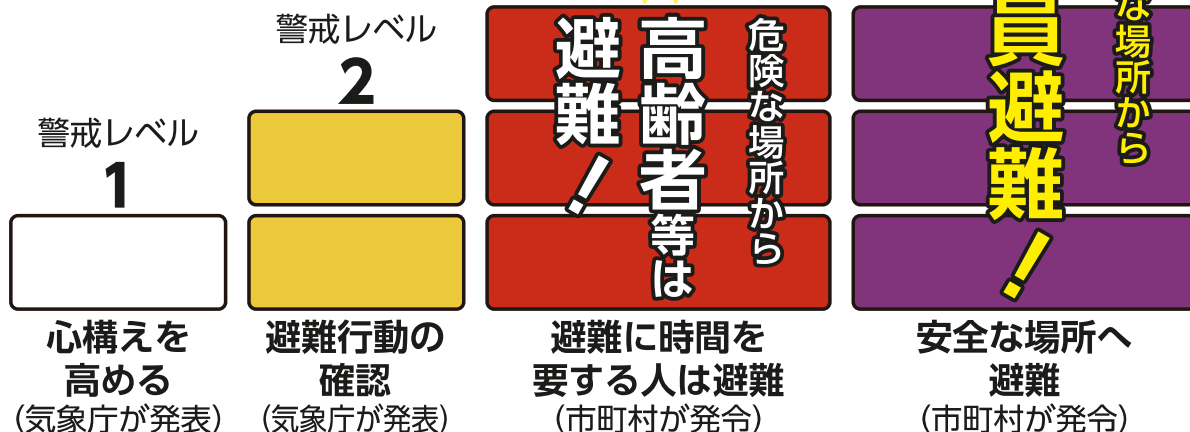 警戒レベル
1
心構えを
高める
(気象庁が発表)
警戒レベル
2
避難行動の
確認
(気象庁が発表)
危険な場所から
高齢者等は
避難!
避難に時間を
要する人は避難
(市町村が発令)
な場所から
員避難!
安全な場所へ
避難
(市町村が発令)